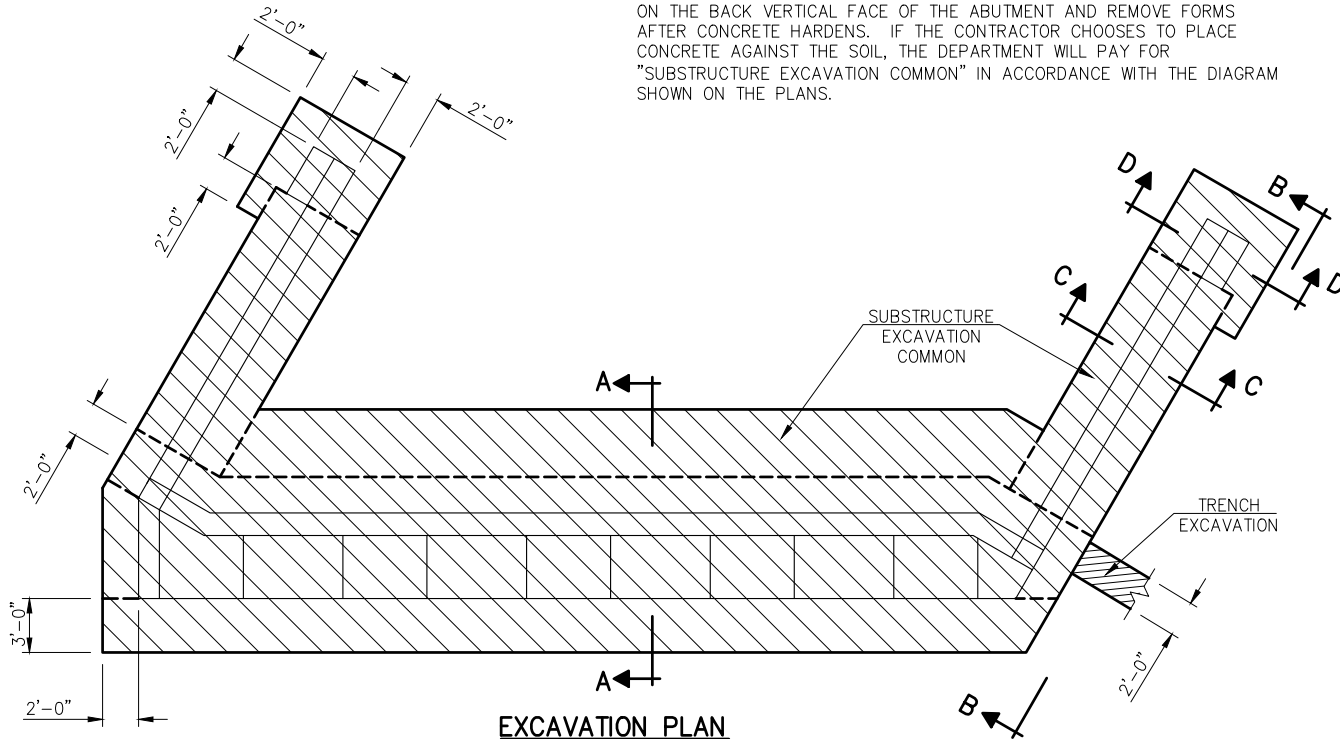 ON THE BACK VERTICAL FACE OF THE ABUTMENT AND REMOVE FORMS
AFTER CONCRETE HARDENS. IF THE CONTRACTOR CHOOSES TO PLACE
CONCRETE AGAINST THE SOIL, THE DEPARTMENT WILL PAY FOR
"SUBSTRUCTURE EXCAVATION COMMON" IN ACCORDANCE WITH THE DIAGRAM
SHOWN ON THE PLANS.
2'-0"
2'-0"
2'-0"
2'-0"
D
B
D
C
C
SUBSTRUCTURE
EXCAVATION
COMMON
A
2'-0"
TRENCH
EXCAVATION
3'-0"
2'-0"
A
2'-0"
B
EXCAVATION PLAN